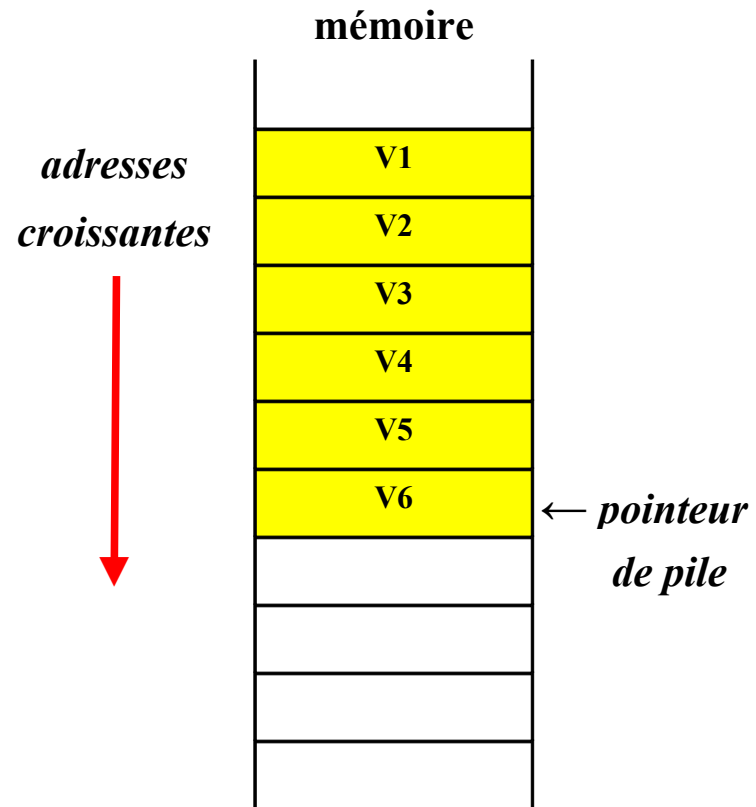 mémoire
adresses
croissantes
V1
V2
V3
V4
V5
V6
← pointeur
de pile